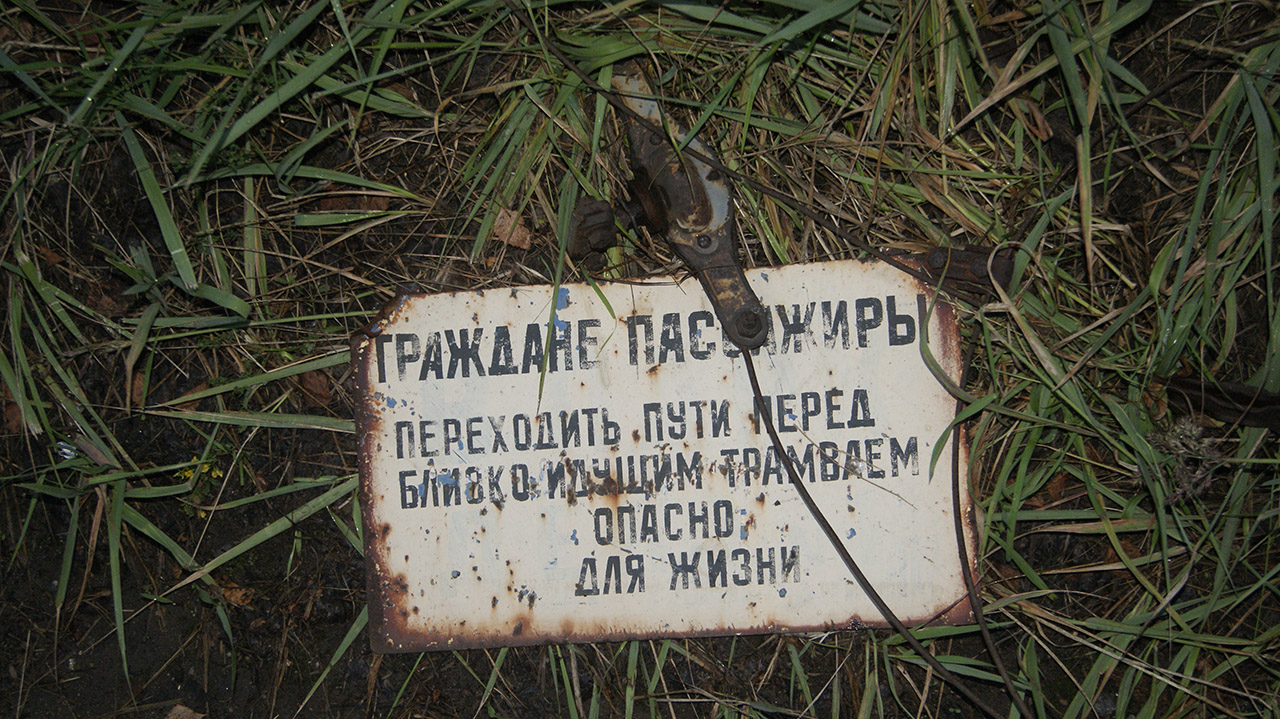 ГРАЖДАНЕ ПАССАЖИРЫ
ПЕРЕХОДИТЬ ПУТИ ПЕРЕД
БЛИЗКО ИДУЩИМ ТРАМВАЕМ
ОПАСНО
ДЛЯ ЖИЗНИ